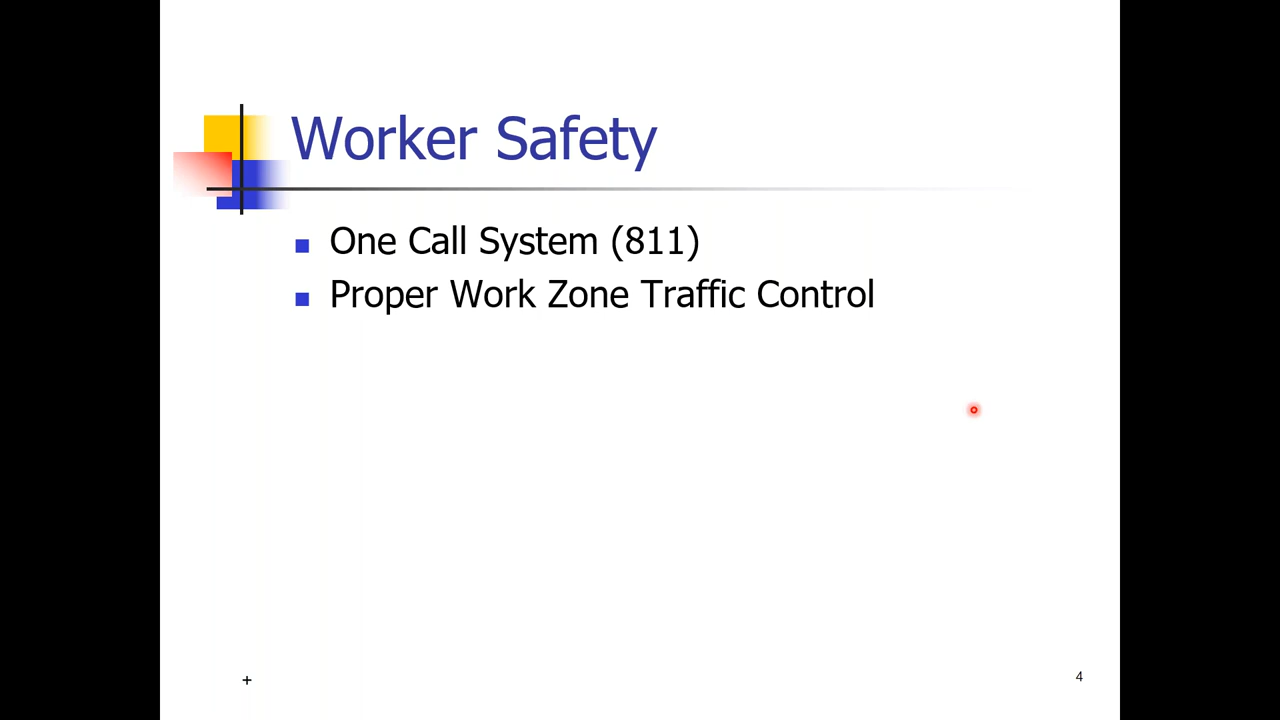 Worker Safety
One Call System (811)
Proper Work Zone Traffic Control
+
4